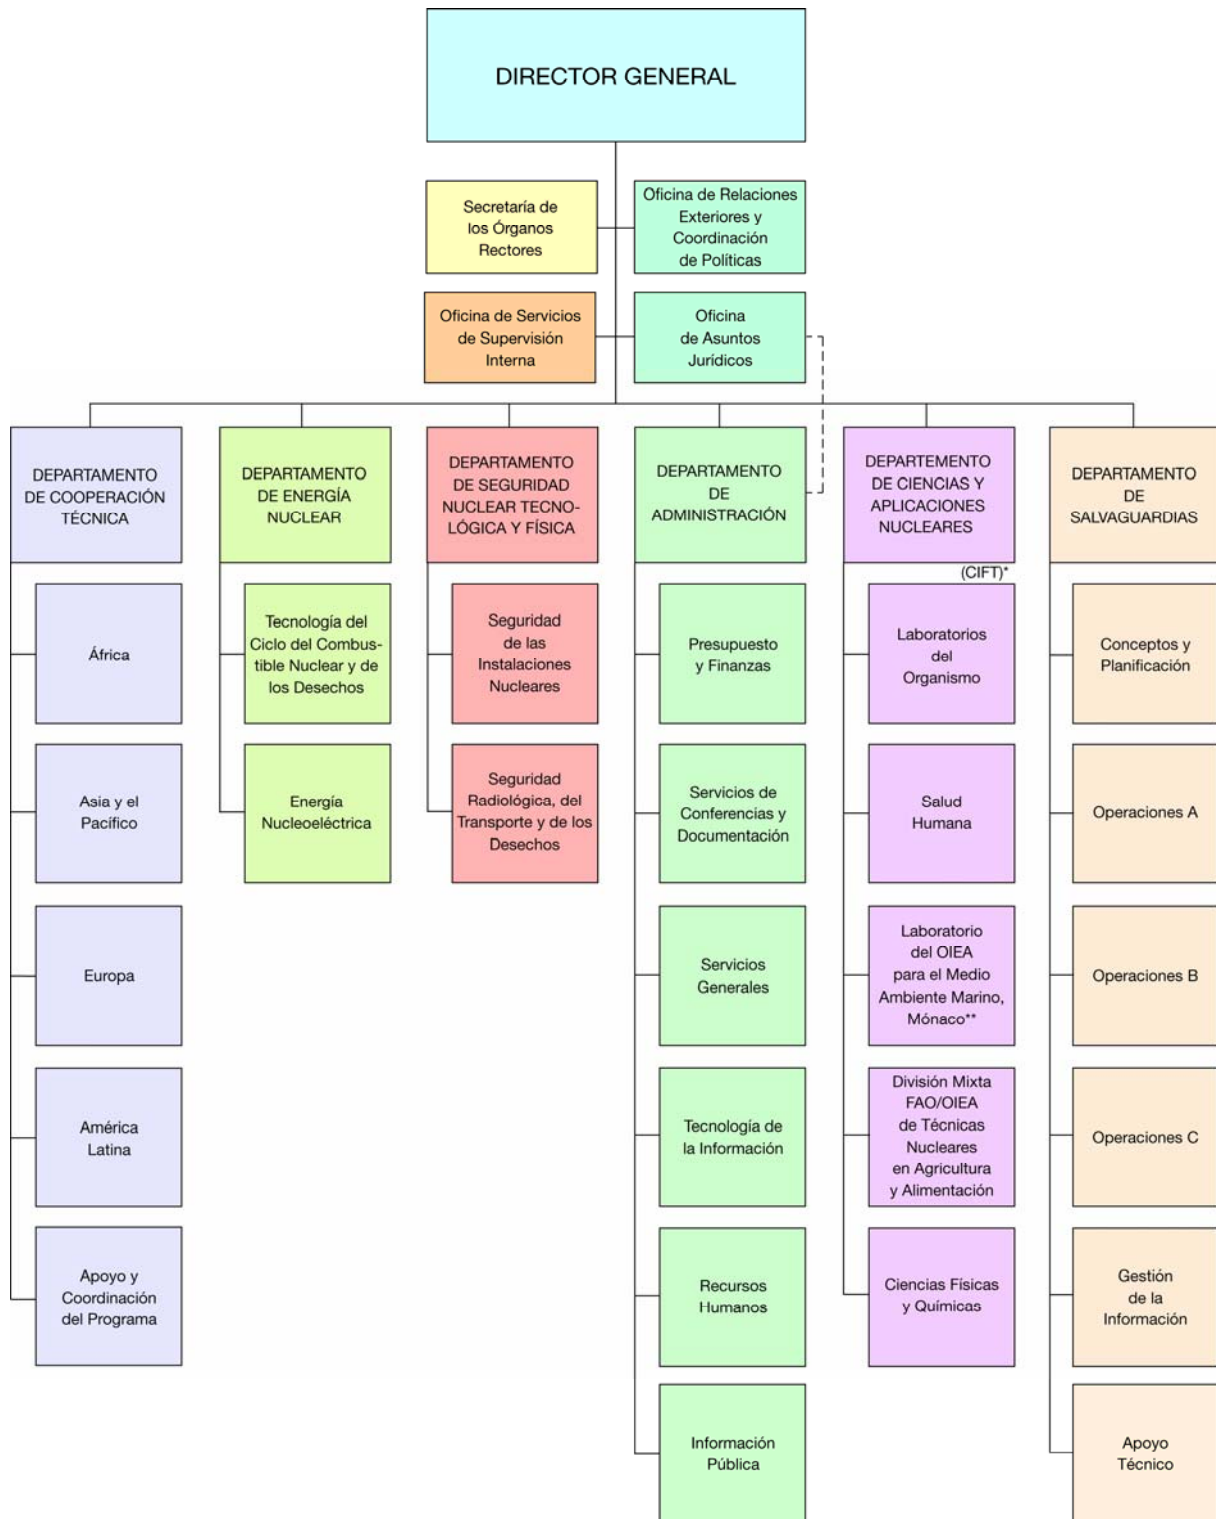 DIRECTOR GENERAL
Secretaría de
los Órganos
Rectores
Oficina de Relaciones
Exteriores y
Coordinación
de Políticas
Oficina de Servicios
de Supervisión
Interna
Oficina
de Asuntos
Jurídicos
DEPARTAMENTO
DE COOPERACIÓN
TÉCNICA
DEPARTAMENTO
DE ENERGÍA
NUCLEAR
DEPARTAMENTO
DE SEGURIDAD
NUCLEAR TECNO-
LÓGICA Y FÍSICA
DEPARTAMENTO
DE
ADMINISTRACIÓN
DEPARTEMENTO
DE CIENCIAS Y
APLICACIONES
NUCLEARES
DEPARTAMENTO
DE
SALVAGUARDIAS
(CIFT)*
África
Tecnología del
Ciclo del Combus-
tible Nuclear y de
los Desechos
Seguridad
de las
Instalaciones
Nucleares
Presupuesto
y Finanzas
Laboratorios
del
Organismo
Conceptos y
Planificación
Asia y el
Pacífico
Energía
Nucleoeléctrica
Seguridad
Radiológica, del
Transporte y de los
Desechos
Servicios de
Conferencias y
Documentación
Salud
Humana
Operaciones A
Europa
Servicios
Generales
Laboratorio
del OIEA
para el Medio
Ambiente Marino,
Mónaco**
Operaciones B
América
Latina
Tecnología de
la Información
División Mixta
FAO/OIEA
de Técnicas
Nucleares
en Agricultura
y Alimentación
Operaciones C
Apoyo y
Coordinación
del Programa
Recursos
Humanos
Ciencias Físicas
y Químicas
Gestión
de la
Información
Información
Pública
Apoyo
Técnico